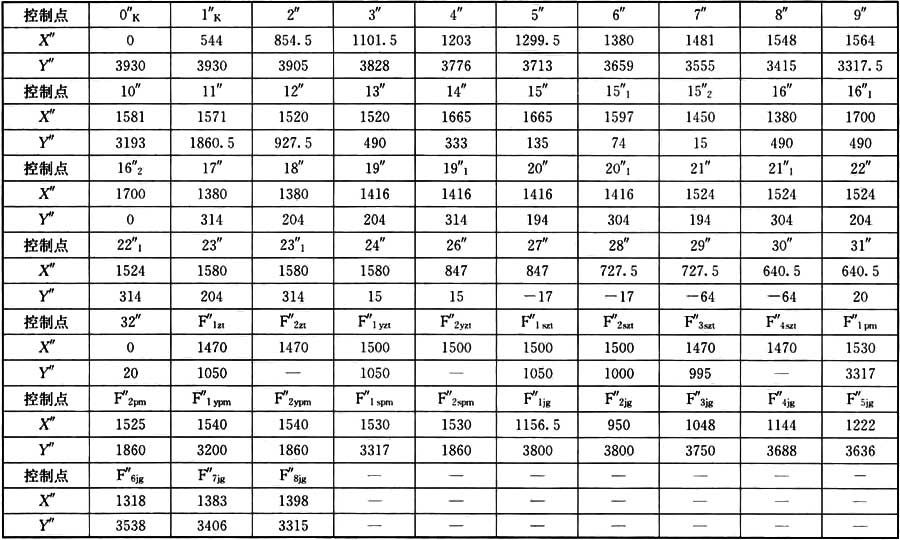 控制点 0″K 1″K 2″ 3″ 4″ 5″ 6″ 7″ 8″ 9″
X″ 0 544 854.5 1101.5 1203 1299.5 1380 1481 1548 1564
Y″ 3930 3930 3905 3828 3776 3713 3659 3555 3415 3317.5
控制点 10″ 11″ 12″ 13″ 14″ 15″ 15″1 15″2 16″ 16″1
X″ 1581 1571 1520 1520 1665 1665 1597 1450 1380 1700
Y″ 3193 1860.5 927.5 490 333 135 74 15 490 490
控制点 16″2 17″ 18″ 19″ 19″1 20″ 20″1 21″ 21″1 22″
X″ 1700 1380 1380 1416 1416 1416 1416 1524 1524 1524
Y″ 0 314 204 204 314 194 304 194 304 204
控制点 22″1 23″ 23″1 24″ 26″ 27″ 28″ 29″ 30″ 31″
X″ 1524 1580 1580 1580 847 847 727.5 727.5 640.5 640.5
Y″ 314 204 314 15 15 −17 −17 −64 −64 20
控制点 32″ F″1zt F″2zt F″1yzt F″2yzt F″1szt F″2szt F″3szt F″4szt F″1pm
X″ 0 1470 1470 1500 1500 1500 1500 1470 1470 1530
Y″ 20 1050 — 1050 — 1050 1000 995 — 3317
控制点 F″2pm F″1ypm F″2ypm F″1spm F″2spm F″1jg F″2jg F″3jg F″4jg F″5jg
X″ 1525 1540 1540 1530 1530 1156.5 950 1048 1144 1222
Y″ 1860 3200 1860 3317 1860 3800 3800 3750 3688 3636
控制点 F″6jg F″7jg F″8jg — — — — — — —
X″ 1318 1383 1398 — — — — — — —
Y″ 3538 3406 3315 — — — — — — —